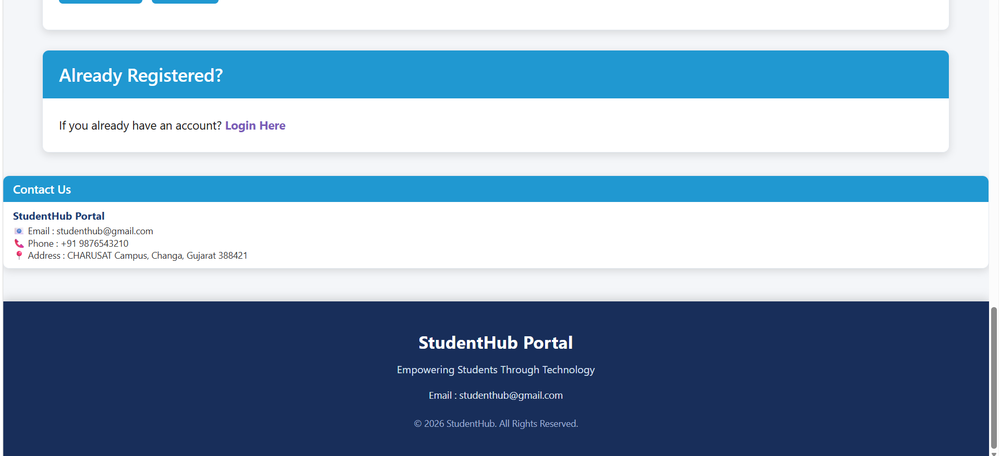 Already Registered?
If you already have an account? Login Here
Contact Us
StudentHub Portal
Email : studenthub@gmail.com
Phone : +91 9876543210
Address : CHARUSAT Campus, Changa, Gujarat 388421
StudentHub Portal
Empowering Students Through Technology
Email : studenthub@gmail.com
© 2026 StudentHub. All Rights Reserved.